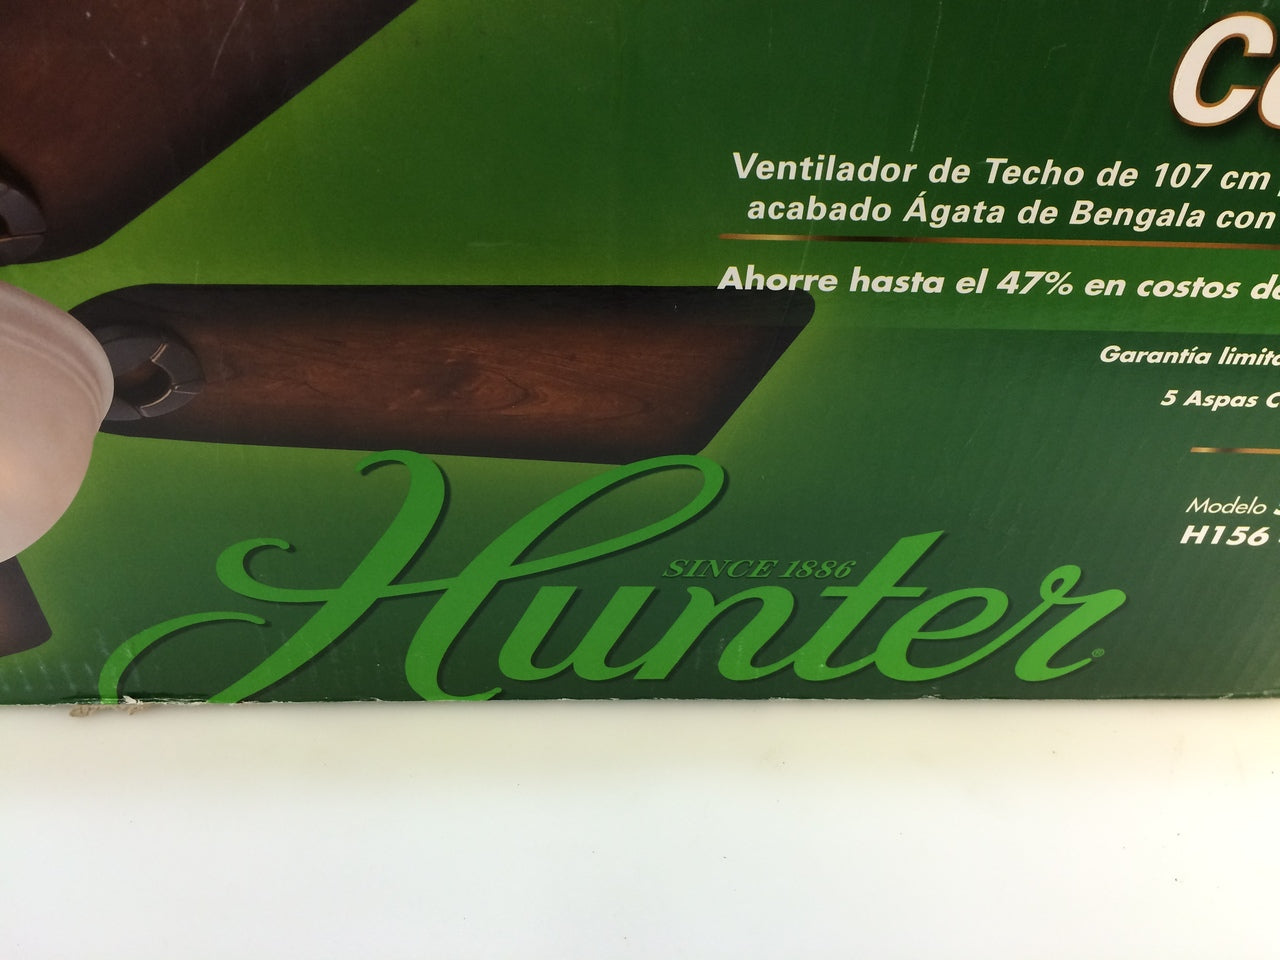 Ventilador de Techo de 107 cm
acabado Ágata de Bengala con
Ahorre hasta el 47% en costos de
Garantía
5 Aspas
Modelo
H156
SINCE 1886
Hunter®